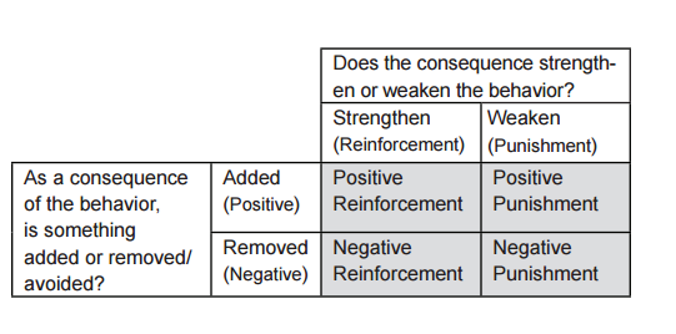 Does the consequence strength-
en or weaken the behavior?
Strengthen
(Reinforcement)
Weaken
(Punishment)
As a consequence
of the behavior,
is something
added or removed/
avoided?
Added
(Positive)
Positive
Reinforcement
Positive
Punishment
Removed
(Negative)
Negative
Reinforcement
Negative
Punishment